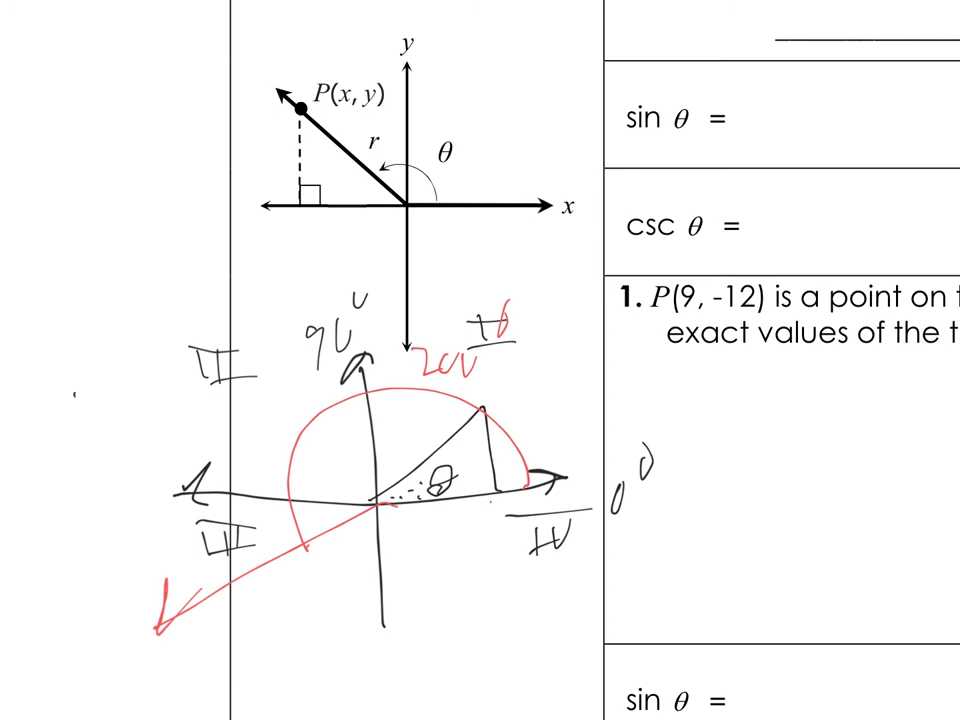 y
P(x, y)
r
θ
x
sin θ =
csc θ =
1. P(9, -12) is a point on
exact values of the
90°
I
II
200°
θ
0°
III
IV
sin θ =